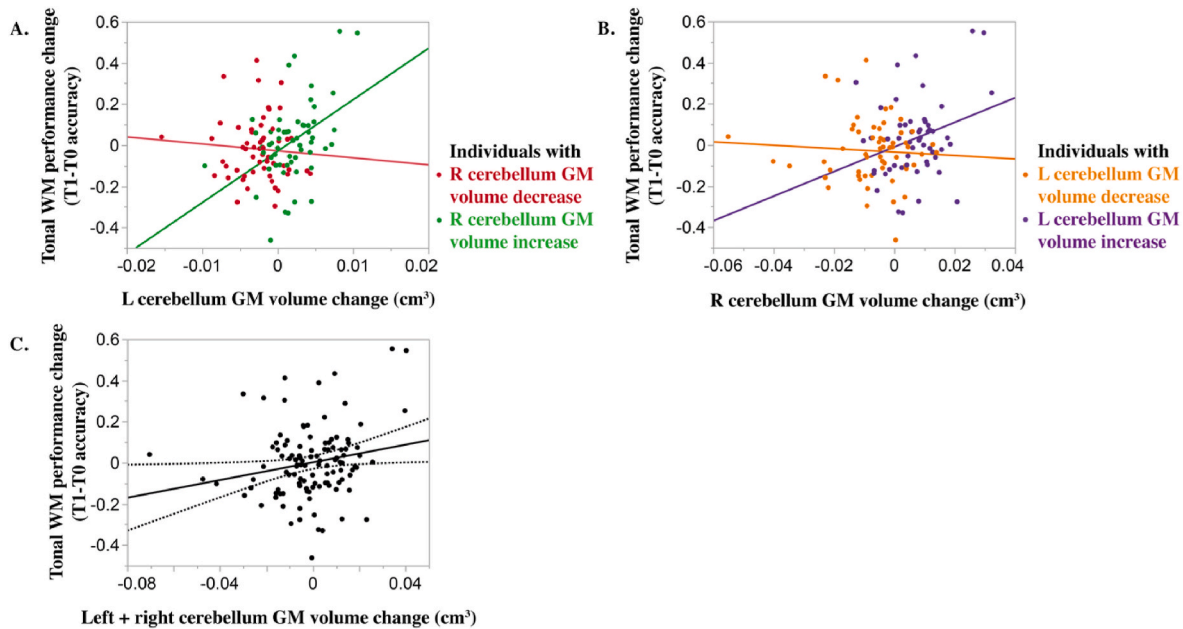 A.
Tonal WM performance change
(T1-T0 accuracy)
0.6
0.4
0.2
0
-0.2
-0.4
-0.02
-0.01
0
0.01
0.02
L cerebellum GM volume change (cm³)
Individuals with
R cerebellum GM
volume decrease
R cerebellum GM
volume increase
B.
Tonal WM performance change
(T1-T0 accuracy)
0.6
0.4
0.2
0
-0.2
-0.4
-0.06
-0.04
-0.02
0
0.02
0.04
R cerebellum GM volume change (cm³)
Individuals with
L cerebellum GM
volume decrease
L cerebellum GM
volume increase
C.
Tonal WM performance change
(T1-T0 accuracy)
0.6
0.4
0.2
0
-0.2
-0.4
-0.08
-0.04
0
0.04
Left + right cerebellum GM volume change (cm³)